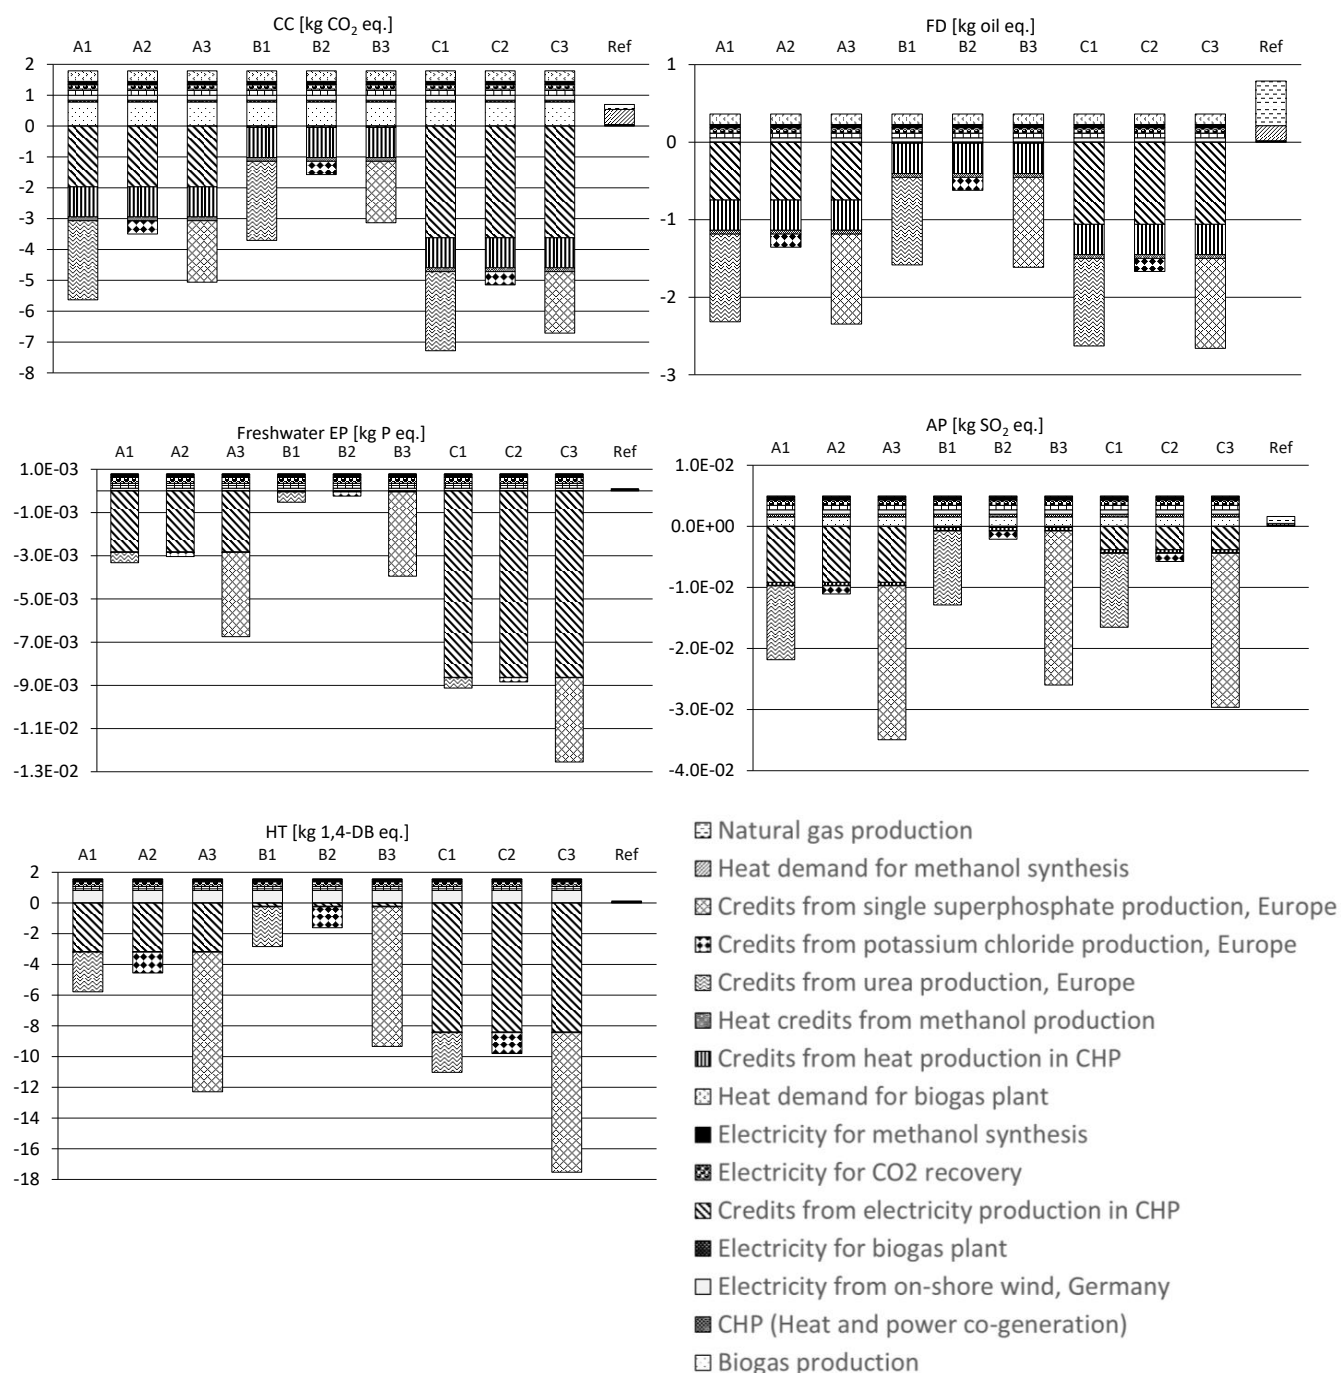 CC [kg CO2 eq.]
A1 A2 A3 B1 B2 B3 C1 C2 C3 Ref
2
1
0
-1
-2
-3
-4
-5
-6
-7
-8
FD [kg oil eq.]
A1 A2 A3 B1 B2 B3 C1 C2 C3 Ref
1
0
-1
-2
-3
Freshwater EP [kg P eq.]
A1 A2 A3 B1 B2 B3 C1 C2 C3 Ref
1.0E-03
-1.0E-03
-3.0E-03
-5.0E-03
-7.0E-03
-9.0E-03
-1.1E-02
-1.3E-02
AP [kg SO2 eq.]
A1 A2 A3 B1 B2 B3 C1 C2 C3 Ref
1.0E-02
0.0E+00
-1.0E-02
-2.0E-02
-3.0E-02
-4.0E-02
HT [kg 1,4-DB eq.]
A1 A2 A3 B1 B2 B3 C1 C2 C3 Ref
2
0
-2
-4
-6
-8
-10
-12
-14
-16
-18
Natural gas production
Heat demand for methanol synthesis
Credits from single superphosphate production, Europe
Credits from potassium chloride production, Europe
Credits from urea production, Europe
Heat credits from methanol production
Credits from heat production in CHP
Heat demand for biogas plant
Electricity for methanol synthesis
Electricity for CO2 recovery
Credits from electricity production in CHP
Electricity for biogas plant
Electricity from on-shore wind, Germany
CHP (Heat and power co-generation)
Biogas production